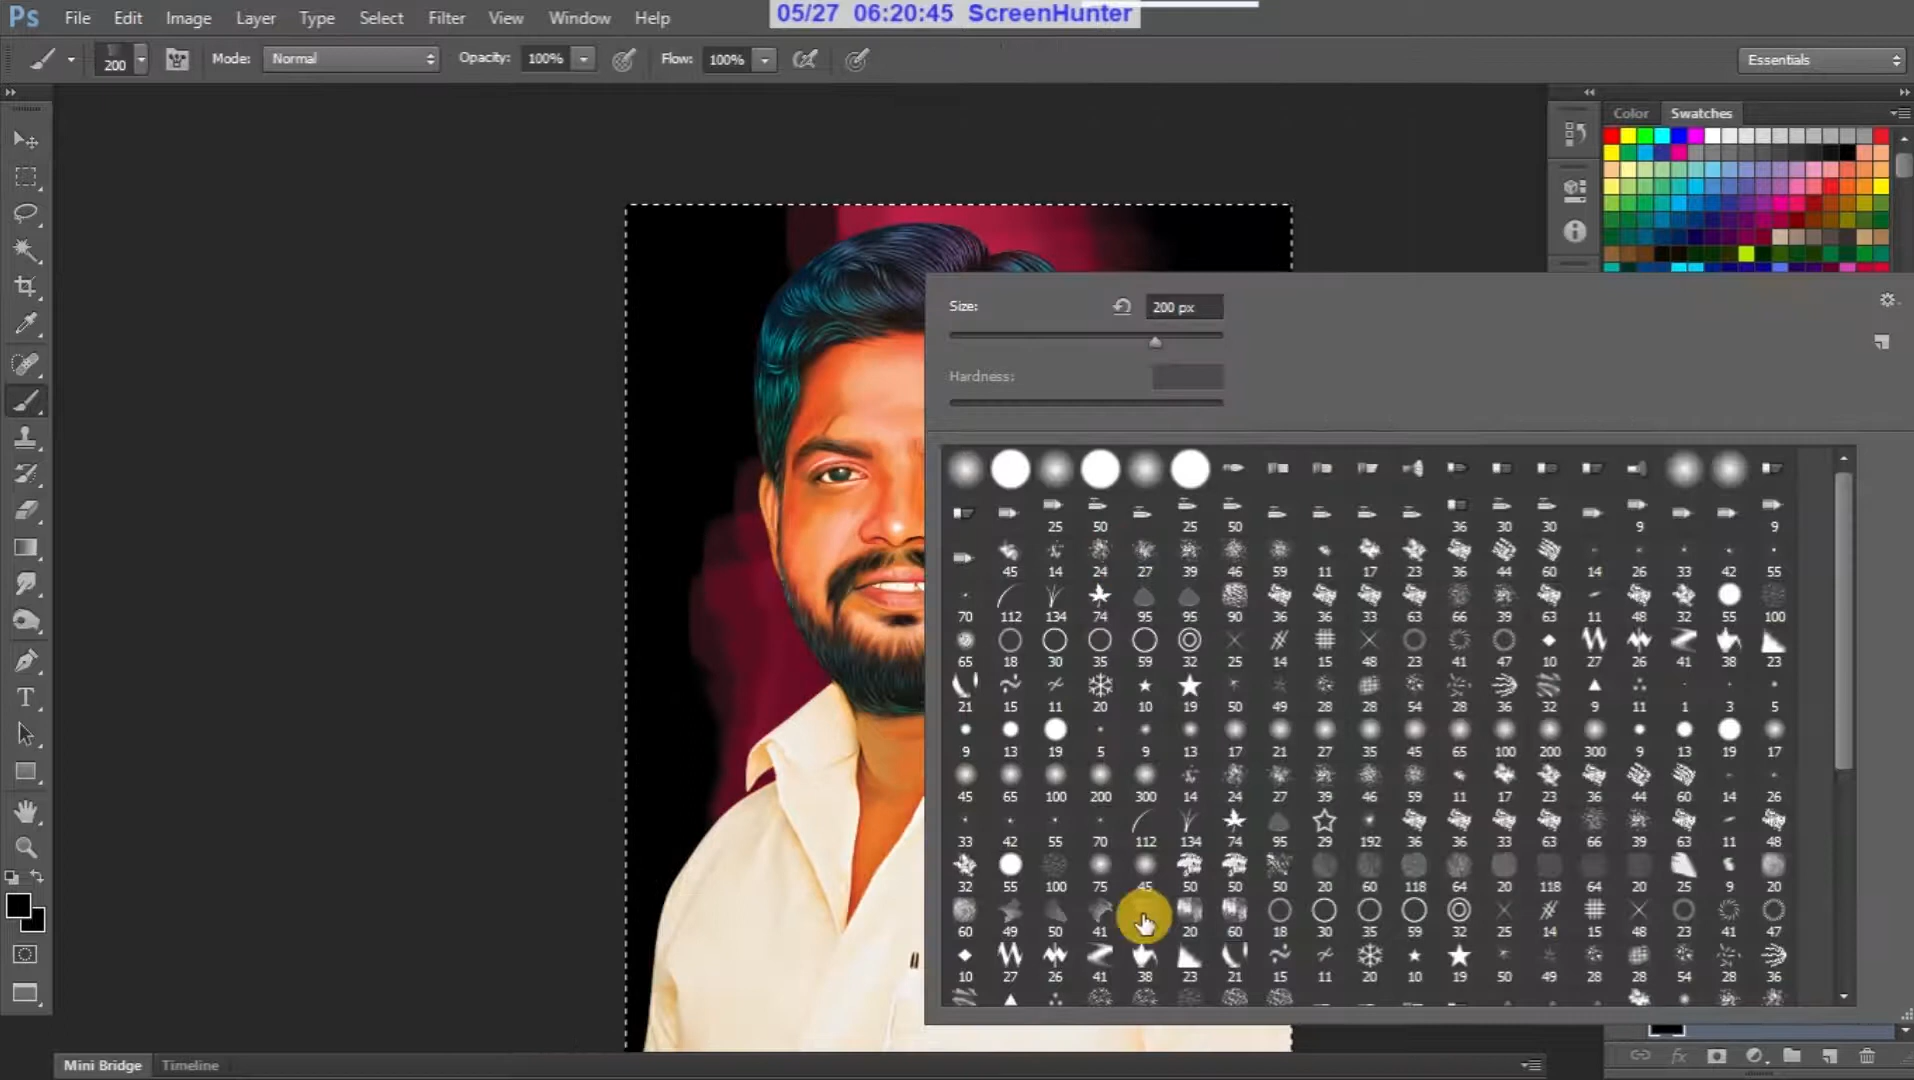 Ps File Edit Image Layer Type Select Filter View Window Help
05/27 06:20:45 ScreenHunter
200 Mode: Normal Opacity: 100% Flow: 100% Essentials
Color Swatches
Size: 200 px
Hardness:
25 50 25 50 36 30 30 9 9
45 14 24 27 39 46 59 11 17 23 36 44 60 14 26 33 42 55
70 112 134 74 95 95 90 36 36 33 63 66 39 63 11 48 32 55 100
65 18 30 35 59 32 25 14 15 48 23 41 47 10 27 26 41 38 23
21 15 11 20 10 19 50 49 28 28 54 28 36 32 9 11 1 3 5
9 13 19 5 9 13 17 21 27 35 45 65 100 200 300 9 13 19 17
45 65 100 200 300 14 24 27 39 46 59 11 17 23 36 44 60 14 26
33 42 55 70 112 134 74 95 29 192 36 36 33 63 66 39 63 11 48
32 55 100 75 45 50 50 50 20 60 118 64 20 118 64 20 25 9 20
60 49 50 41 20 60 18 30 35 59 32 25 14 15 48 23 41 47
10 27 26 41 38 23 21 15 11 20 10 19 50 49 28 28 54 28 36
T
fx
Mini Bridge Timeline